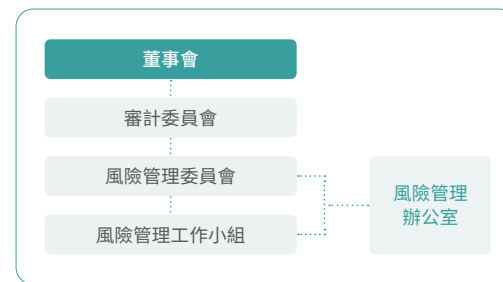 董事會
審計委員會
風險管理委員會
風險管理工作小組
風險管理
辦公室